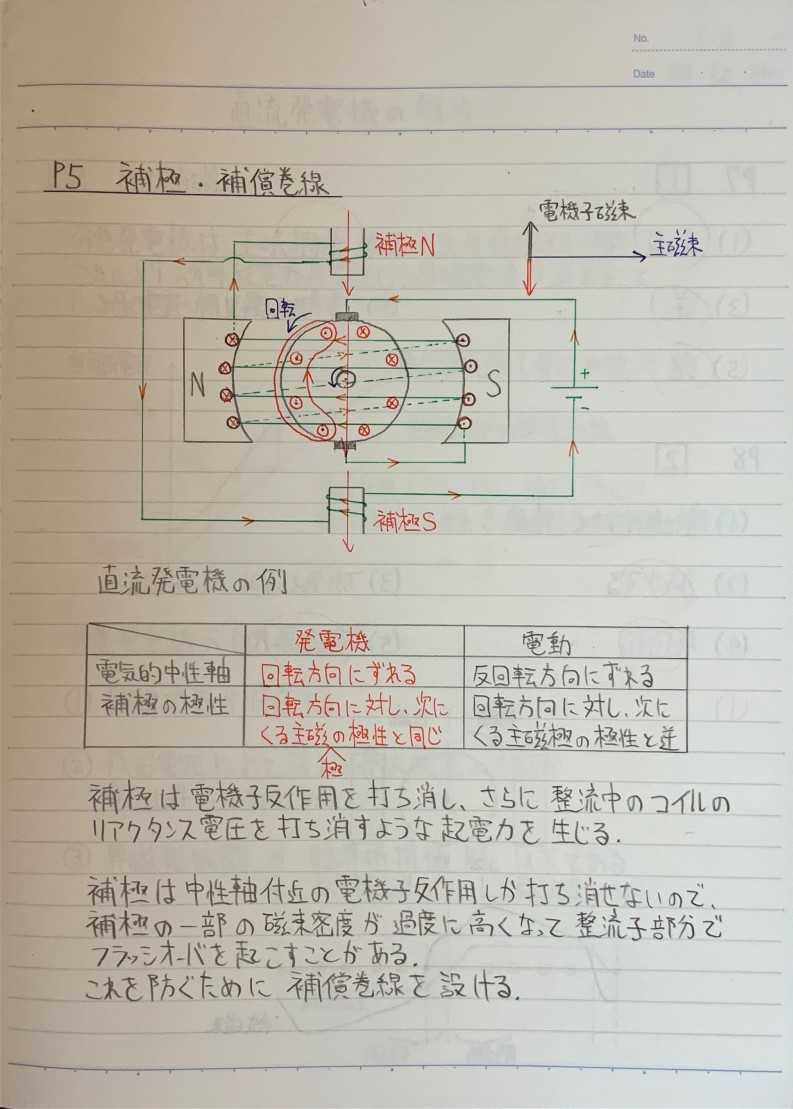 No.
Date
P5 補極・補償巻線
電機子磁束
主磁束
補極N
回転
N
S
+
-
補極S
直流発電機の例
発電機
電動
電気的中性軸
回転方向にずれる
反回転方向にずれる
補極の極性
回転方向に対し、次に
くる主磁の極性と同じ
極
回転方向に対し、次に
くる主磁極の極性と逆
補極は電機子反作用を打ち消し、さらに整流中のコイルの
リアクタンス電圧を打ち消すような起電力を生じる.
補極は中性軸付近の電機子反作用しか打ち消せないので、
補極の一部の磁束密度が過度に高くなって整流子部分で
フラッシオーバを起こすことがある.
これを防ぐために補償巻線を設ける.